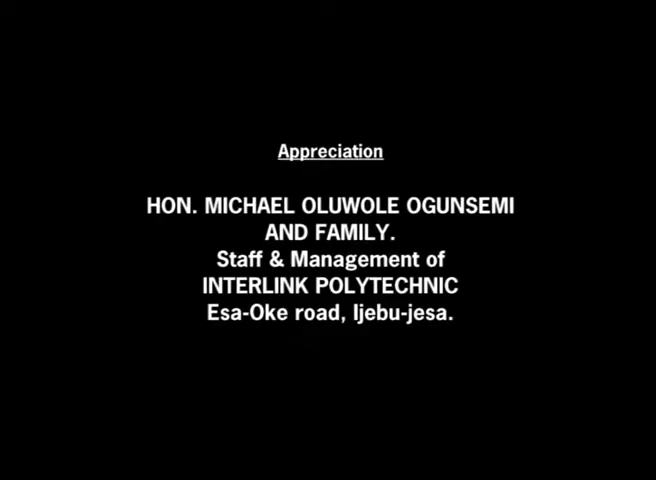 Appreciation
HON. MICHAEL OLUWOLE OGUNSEMI
AND FAMILY.
Staff & Management of
INTERLINK POLYTECHNIC
Esa-Oke road, Ijebu-jesa.